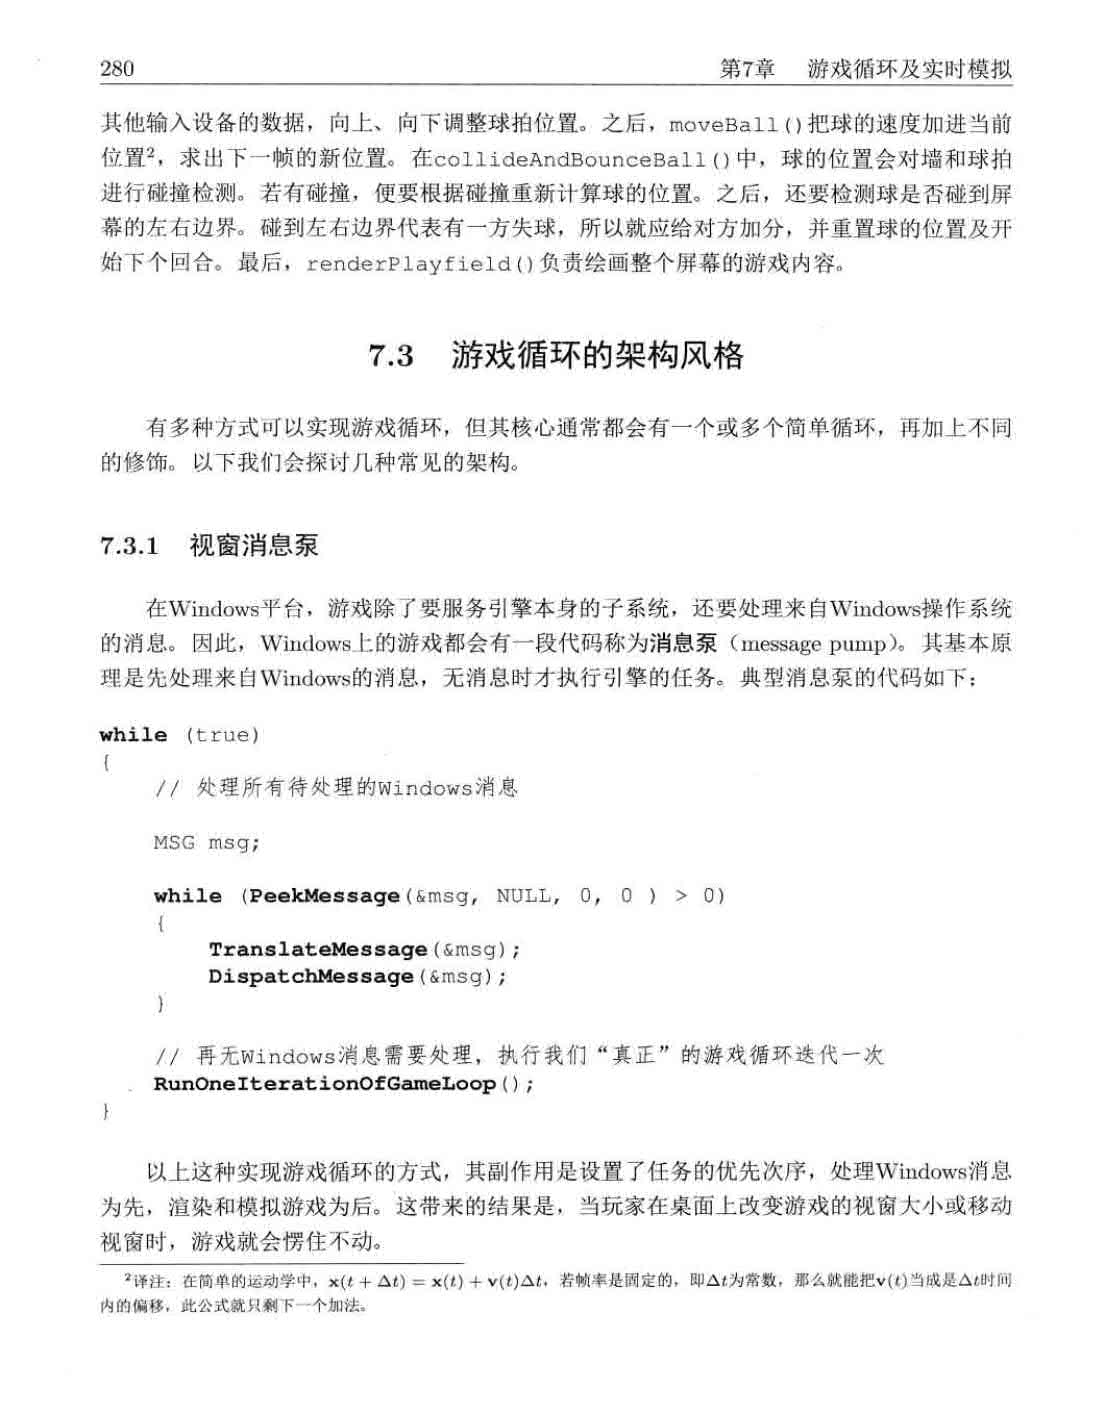 280 第7章 游戏循环及实时模拟
其他输入设备的数据，向上、向下调整球拍位置。之后，moveBall()把球的速度加进当前
位置²，求出下一帧的新位置。在collideAndBounceBall()中，球的位置会对墙和球拍
进行碰撞检测。若有碰撞，便要根据碰撞重新计算球的位置。之后，还要检测球是否碰到屏
幕的左右边界。碰到左右边界代表有一方失球，所以就应给对方加分，并重置球的位置及开
始下个回合。最后，renderPlayfield()负责绘画整个屏幕的游戏内容。
7.3 游戏循环的架构风格
有多种方式可以实现游戏循环，但其核心通常都会有一个或多个简单循环，再加上不同
的修饰。以下我们会探讨几种常见的架构。
7.3.1 视窗消息泵
在Windows平台，游戏除了要服务引擎本身的子系统，还要处理来自Windows操作系统
的消息。因此，Windows上的游戏都会有一段代码称为消息泵（message pump）。其基本原
理是先处理来自Windows的消息，无消息时才执行引擎的任务。典型消息泵的代码如下：
while (true)
{
// 处理所有待处理的Windows消息
MSG msg;
while (PeekMessage(&msg, NULL, 0, 0 ) > 0)
{
TranslateMessage(&msg);
DispatchMessage(&msg);
}
// 再无Windows消息需要处理，执行我们“真正”的游戏循环迭代一次
RunOneIterationOfGameLoop();
}
以上这种实现游戏循环的方式，其副作用是设置了任务的优先次序，处理Windows消息
为先，渲染和模拟游戏为后。这带来的结果是，当玩家在桌面上改变游戏的视窗大小或移动
视窗时，游戏就会愣住不动。
²译注：在简单的运动学中，x(t + Δt) = x(t) + v(t)Δt，若帧率是固定的，即Δt为常数，那么就能把v(t)当成是Δt时间
内的偏移，此公式就只剩下一个加法。